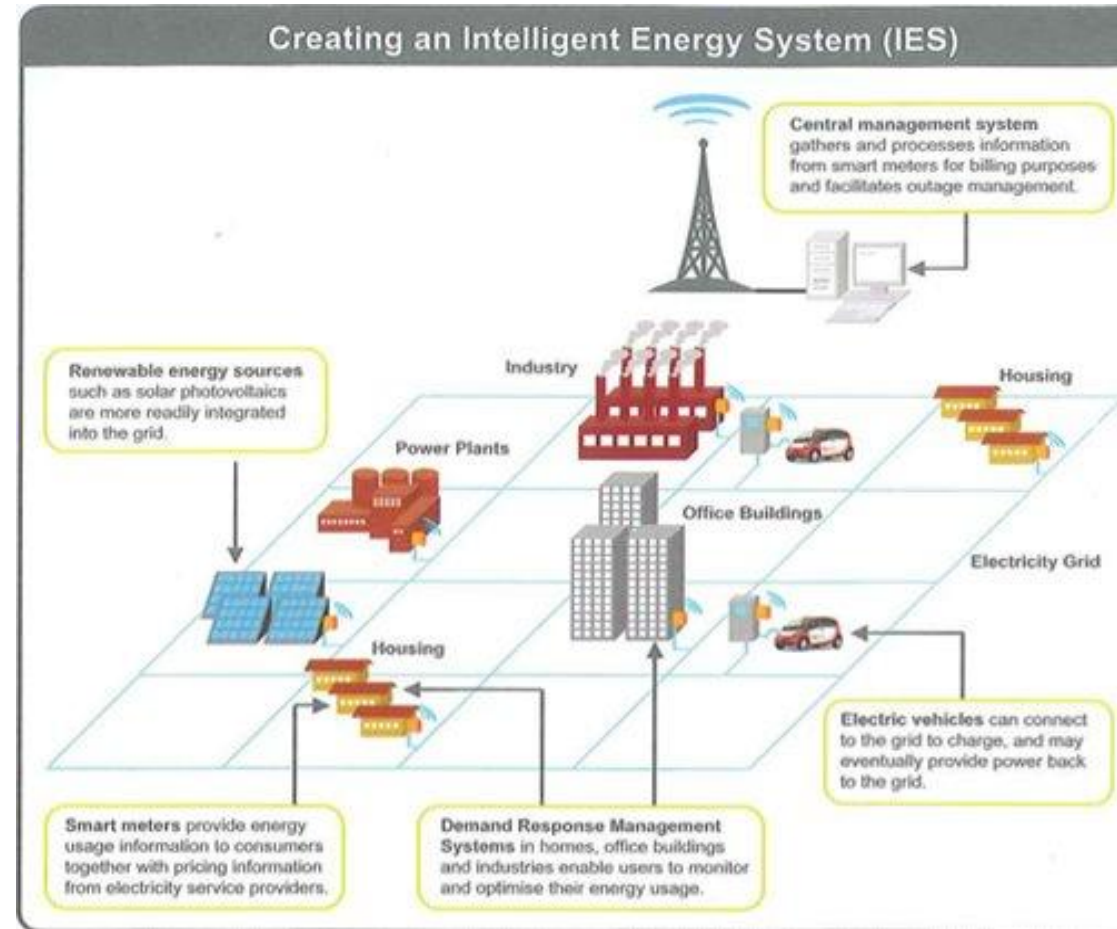 Creating an Intelligent Energy System (IES)
Central management system
gathers and processes information
from smart meters for billing purposes
and facilitates outage management.
Renewable energy sources
such as solar photovoltaics
are more readily integrated
into the grid.
Industry
Housing
Power Plants
Office Buildings
Electricity Grid
Housing
Electric vehicles can connect
to the grid to charge, and may
eventually provide power back
to the grid.
Smart meters provide energy
usage information to consumers
together with pricing information
from electricity service providers.
Demand Response Management
Systems in homes, office buildings
and industries enable users to monitor
and optimise their energy usage.